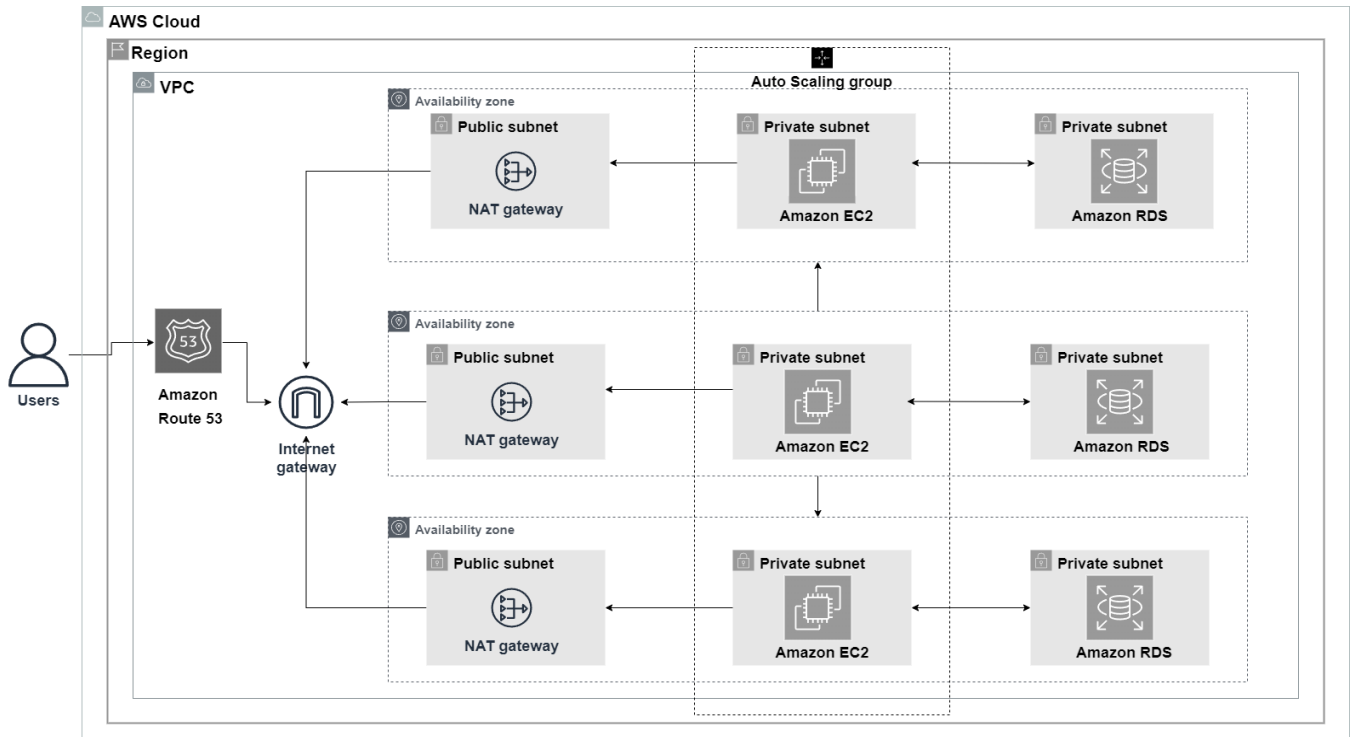 AWS Cloud
Region
VPC
Auto Scaling group
Availability zone
Public subnet
NAT gateway
Private subnet
Amazon EC2
Private subnet
Amazon RDS
Users
53
Amazon
Route 53
Internet
gateway
Availability zone
Public subnet
NAT gateway
Private subnet
Amazon EC2
Private subnet
Amazon RDS
Availability zone
Public subnet
NAT gateway
Private subnet
Amazon EC2
Private subnet
Amazon RDS